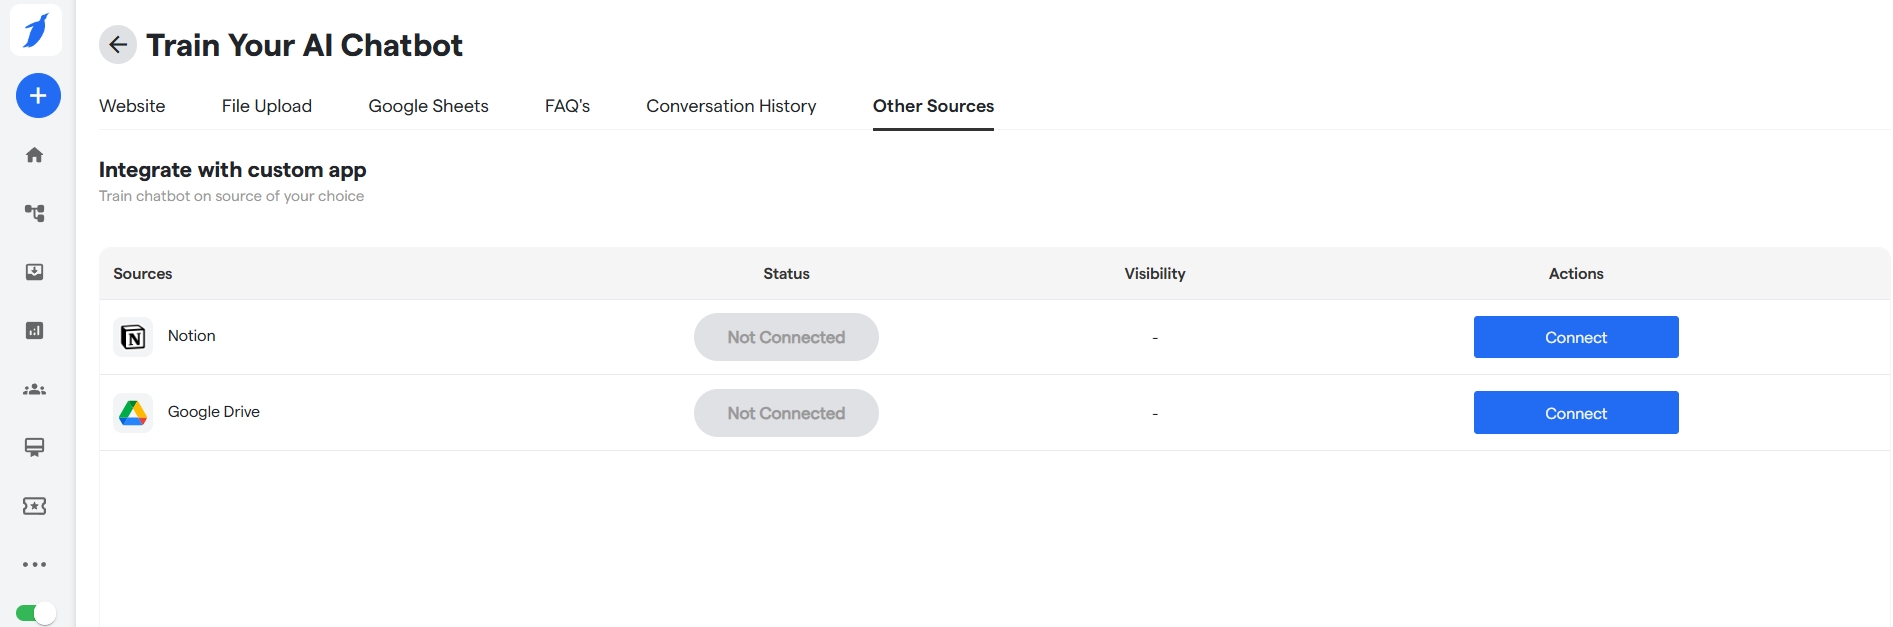 Train Your AI Chatbot
Website File Upload Google Sheets FAQ's Conversation History Other Sources
Integrate with custom app
Train chatbot on source of your choice
Sources Status Visibility Actions
Notion Not Connected - Connect
Google Drive Not Connected - Connect